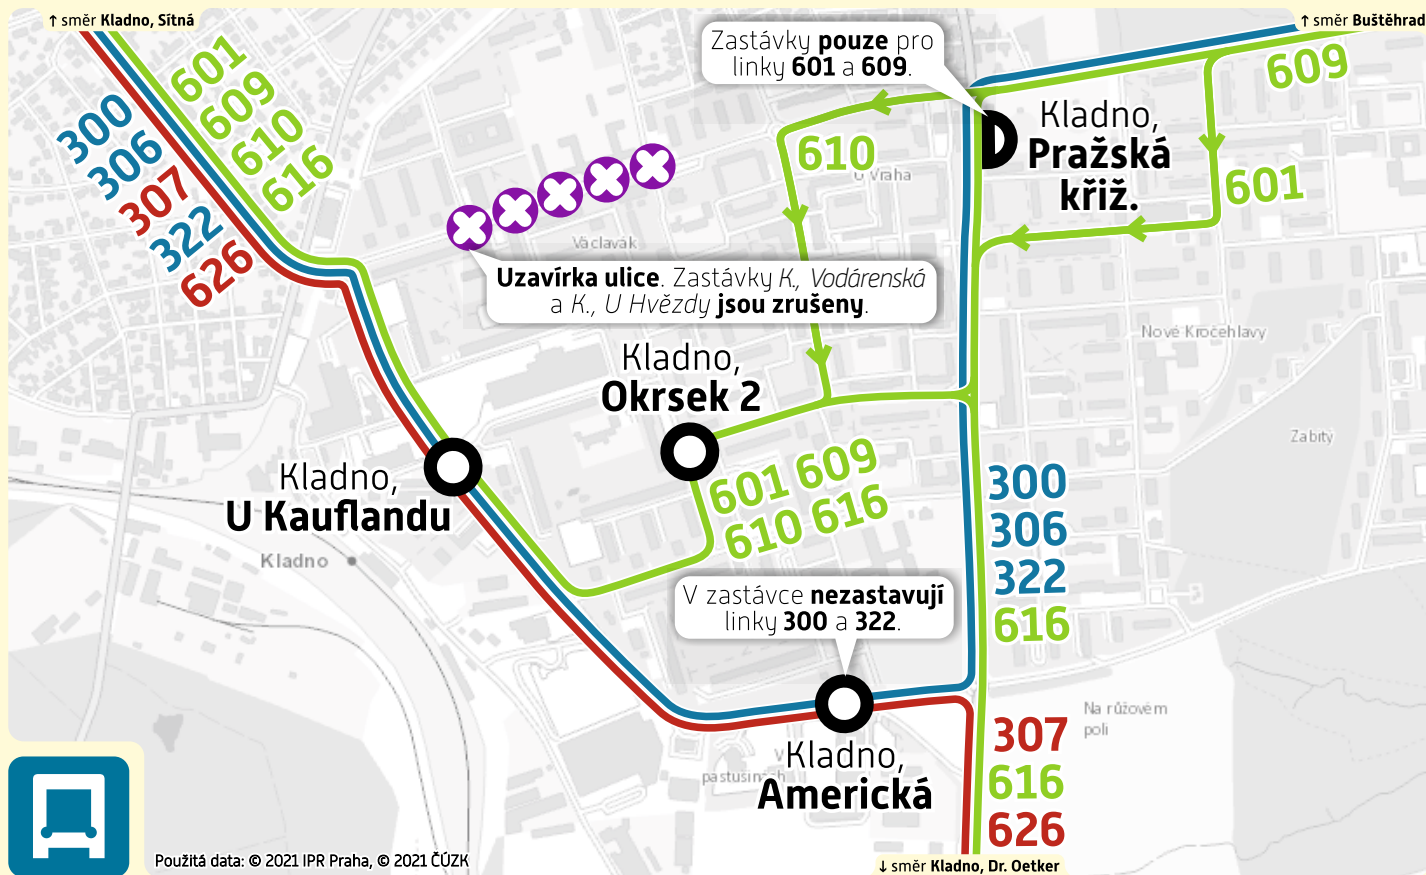 ↑ směr Kladno, Sítná
↑ směr Buštěhrad
Zastávky pouze pro
linky 601 a 609.
601
609
610
616
300
306
307
322
626
609
610
Kladno,
Pražská
křiž.
601
U Vraha
Václavák
Uzavírka ulice. Zastávky K., Vodárenská
a K., U Hvězdy jsou zrušeny.
Nové Kročehlavy
Kladno,
Okrsek 2
Zabitý
Kladno,
U Kauflandu
601 609
610 616
300
306
322
616
Kladno
V zastávce nezastavují
linky 300 a 322.
Na růžovém
poli
307
616
626
V
pastuškách
Kladno,
Americká
Použitá data: © 2021 IPR Praha, © 2021 ČÚZK
↓ směr Kladno, Dr. Oetker